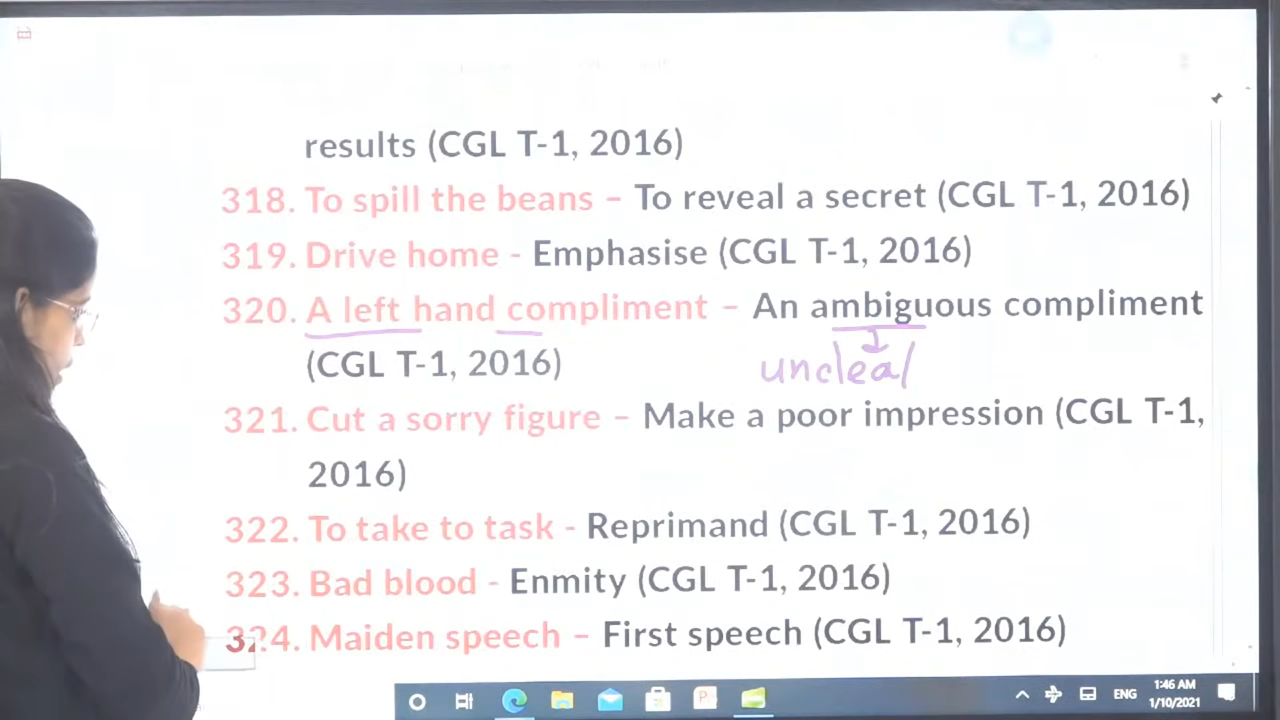 results (CGL T-1, 2016)
318. To spill the beans – To reveal a secret (CGL T-1, 2016)
319. Drive home - Emphasise (CGL T-1, 2016)
320. A left hand compliment – An ambiguous compliment
(CGL T-1, 2016)
unclear
321. Cut a sorry figure – Make a poor impression (CGL T-1,
2016)
322. To take to task - Reprimand (CGL T-1, 2016)
323. Bad blood - Enmity (CGL T-1, 2016)
324. Maiden speech – First speech (CGL T-1, 2016)
ENG
1:46 AM
1/10/2021